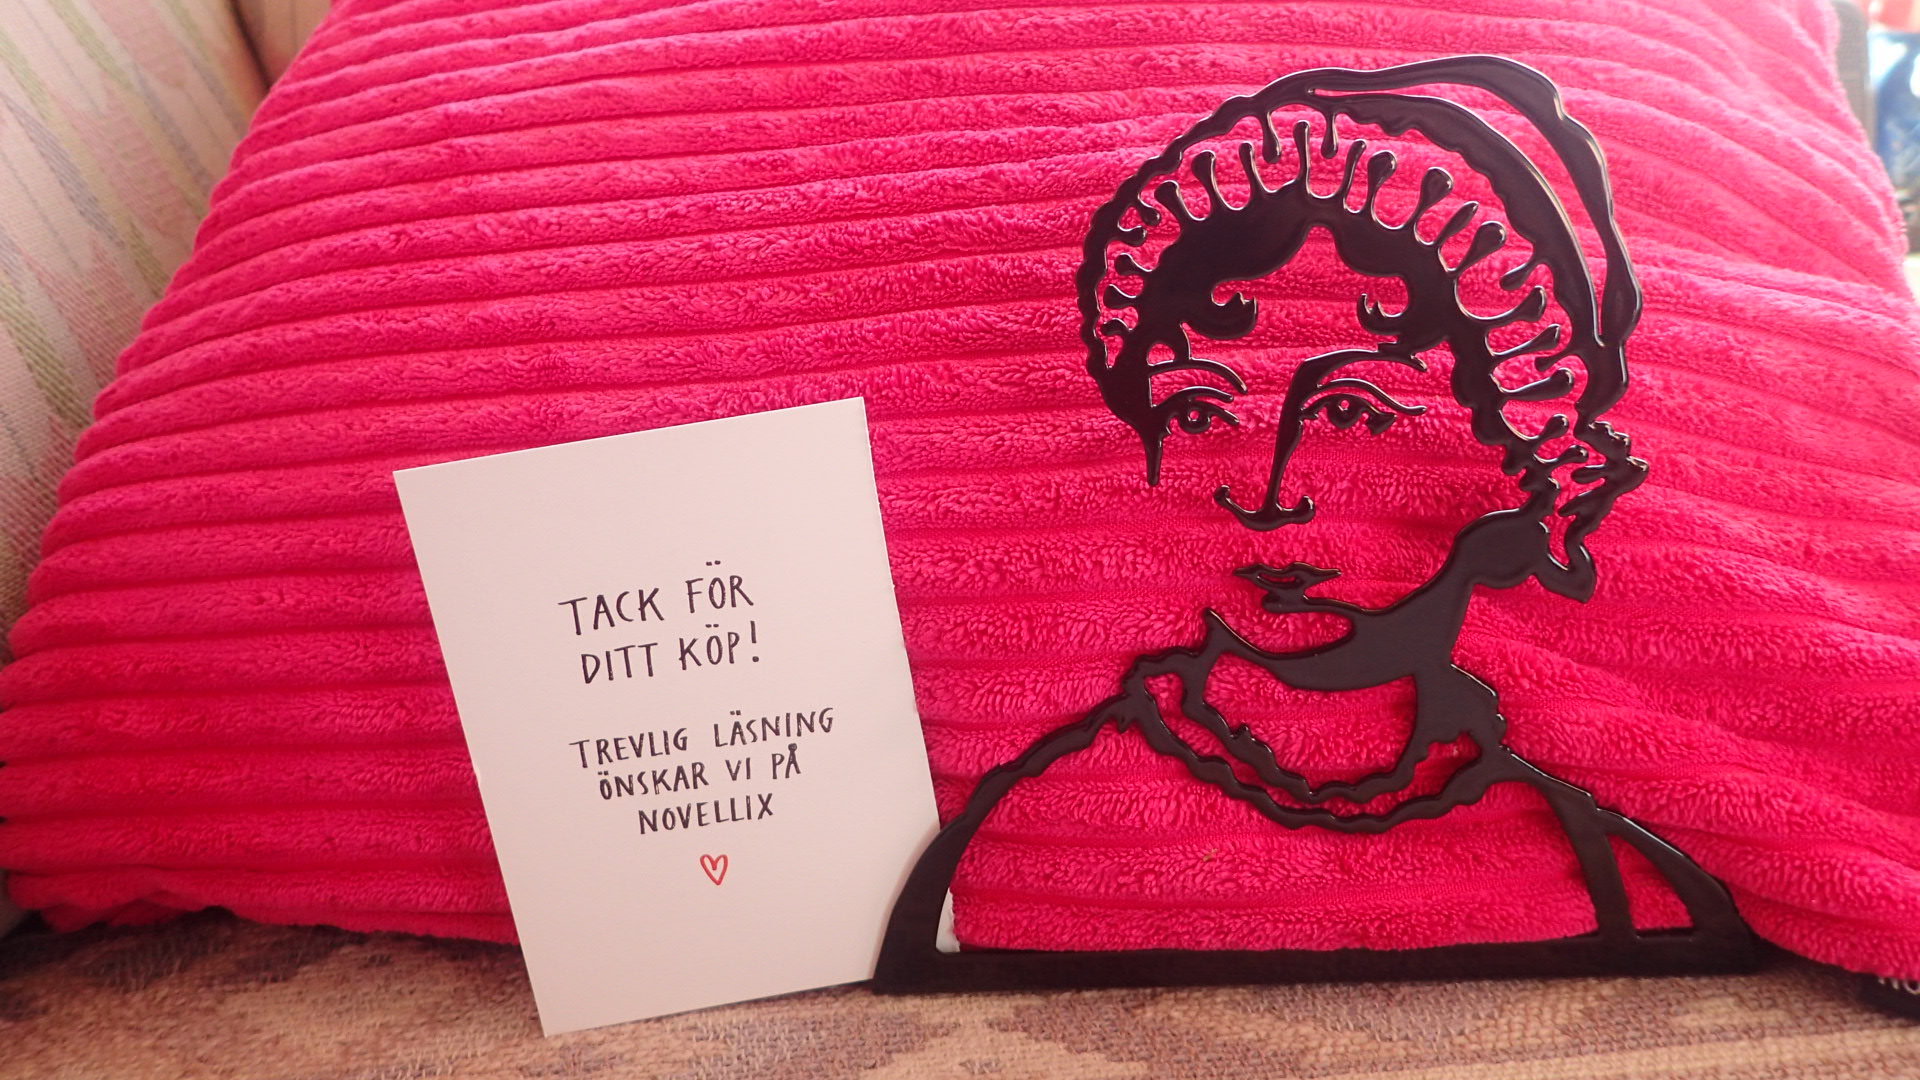 TACK FÖR
DITT KÖP!
TREVLIG LÄSNING
ÖNSKAR VI PÅ
NOVELLIX